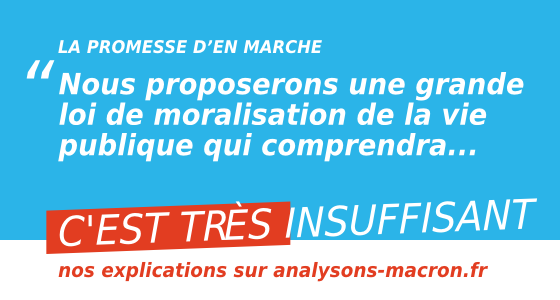 LA PROMESSE D’EN MARCHE
“ Nous proposerons une grande
loi de moralisation de la vie
publique qui comprendra...
C'EST TRÈS INSUFFISANT
nos explications sur analysons-macron.fr